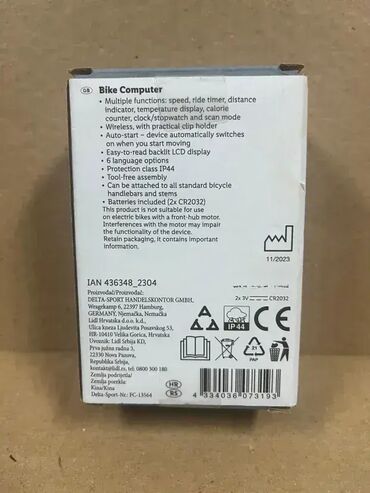 GB Bike Computer
• Multiple functions: speed, ride timer, distance
indicator, temperature display, calorie
counter, clock/stopwatch and scan mode
• Wireless, with practical clip holder
• Auto-start – device automatically switches
on when you start moving
• Easy-to-read backlit LCD display
• 6 language options
• Protection class IP44
• Tool-free assembly
• Can be attached to all standard bicycle
handlebars and stems
• Batteries included (2x CR2032)
This product is not suitable for use
on electric bikes with a front-hub motor.
Interferences with the motor may impair
the functionality of the device.
Retain packaging, it contains important
information.
11/2023
IAN 436348_2304
Proizvođač/Proizvođač:
DELTA-SPORT HANDELSKONTOR GMBH,
Wragekamp 6, 22397 Hamburg,
GERMANY, Njemačka, Nemačka
Lidl Hrvatska d.o.o. k.d.
Ulica kneza Ljudevita Posavskog 53,
HR-10410 Velika Gorica, Hrvatska
Uvoznik: Lidl Srbija KD,
Prva južna radna 3,
22330 Nova Pazova,
Republika Srbija,
kontakt@lidl.rs, tel: 0800 300 180
Zemlja podrijetla/
Zemlja porekla:
Kina/Kina
Delta-Sport-Nr.: FC-13564
2x 3V CR2032
IP44
21
PAP
HR
RS
4 334036 073193